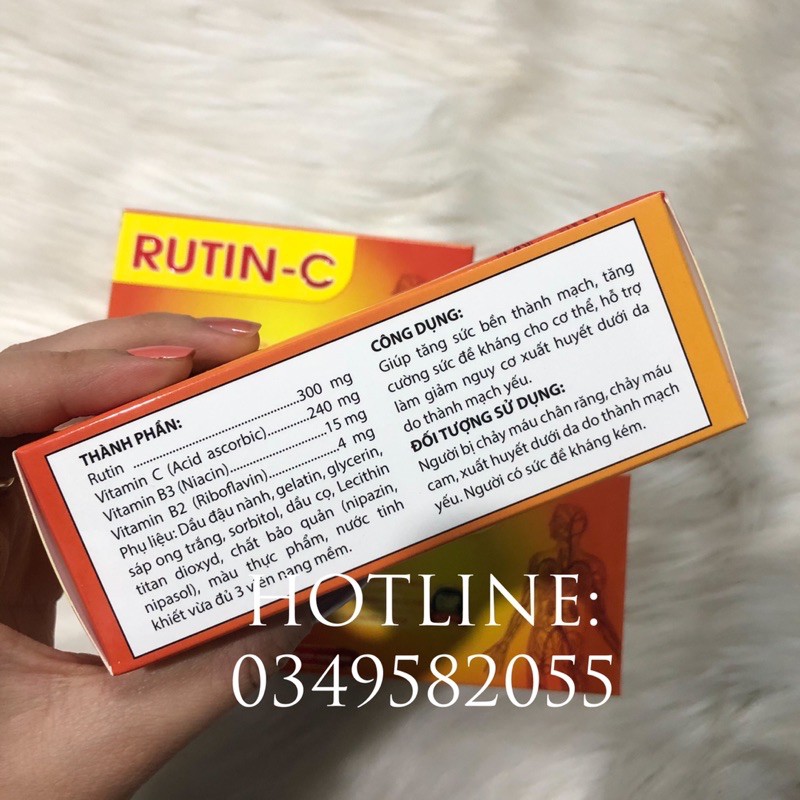 RUTIN-C
THÀNH PHẦN:
Rutin ........................................300 mg
Vitamin C (Acid ascorbic)..........240 mg
Vitamin B3 (Niacin)......................15 mg
Vitamin B2 (Riboflavin)................4 mg
Phụ liệu: Dầu đậu nành, gelatin, glycerin,
sáp ong trắng, sorbitol, dầu cọ, Lecithin
titan dioxyd, chất bảo quản (nipazin,
nipasol), màu thực phẩm, nước tinh
khiết vừa đủ 3 viên nang mềm.
CÔNG DỤNG:
Giúp tăng sức bền thành mạch, tăng
cường sức đề kháng cho cơ thể, hỗ trợ
làm giảm nguy cơ xuất huyết dưới da
do thành mạch yếu.
ĐỐI TƯỢNG SỬ DỤNG:
Người bị chảy máu chân răng, chảy máu
cam, xuất huyết dưới da do thành mạch
yếu. Người có sức đề kháng kém.
HOTLINE:
0349582055